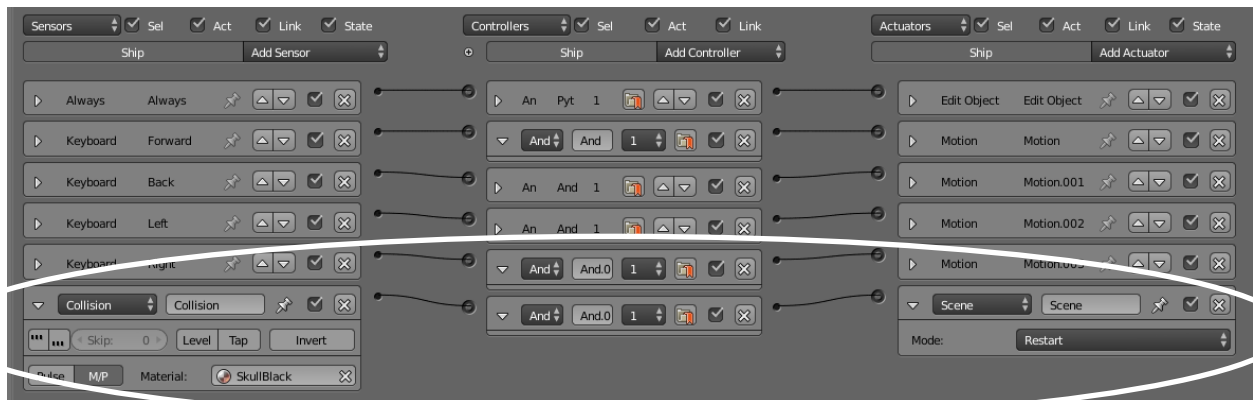 Sensors Sel Act Link State Controllers Sel Act Link Actuators Sel Act Link State
Ship Add Sensor Ship Add Controller Ship Add Actuator
Always Always An Pyt 1 Edit Object Edit Object
Keyboard Forward And And 1 Motion Motion
Keyboard Back An And 1 Motion Motion.001
Keyboard Left An And 1 Motion Motion.002
Keyboard Right And And.0 1 Motion Motion.003
Collision Collision And And.0 1 Scene Scene
Skip: 0 Level Tap Invert Mode: Restart
Pulse M/P Material: SkullBlack